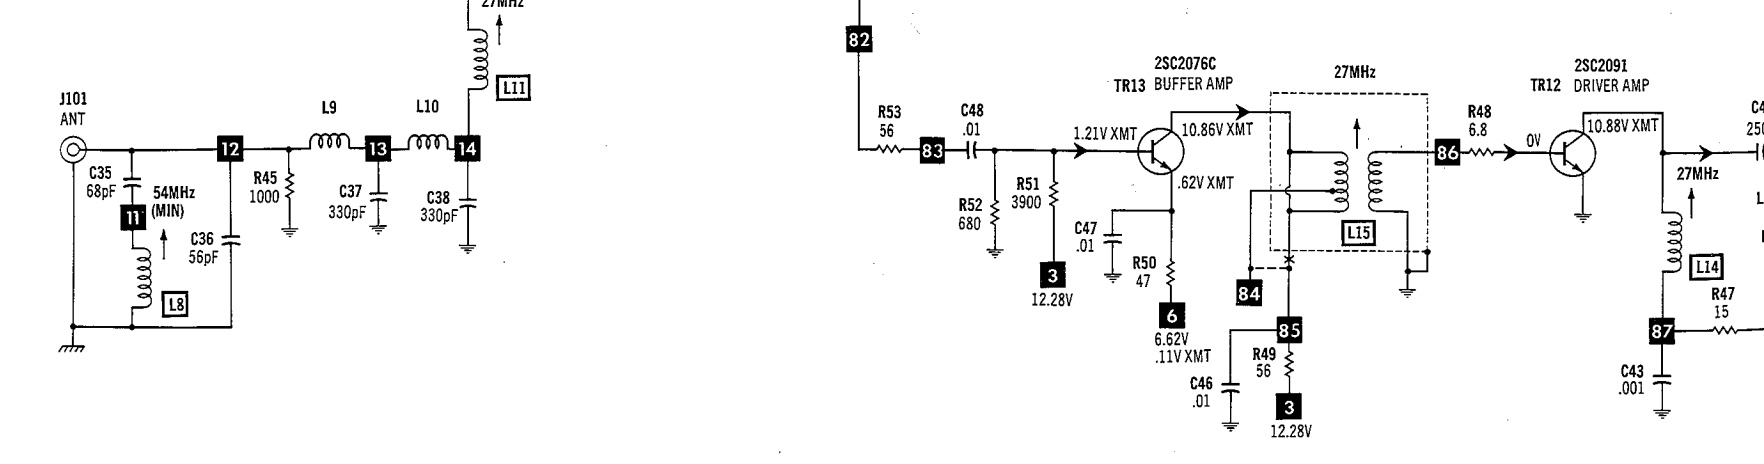 27MHz
L11
J101
ANT
L9
L10
12
13
14
C35
68pF
54MHz
(MIN)
11
R45
1000
C37
330pF
C38
330pF
C36
56pF
L8
82
R53
56
C48
.01
83
1.21V XMT
2SC2076C
TR13 BUFFER AMP
10.86V XMT
.62V XMT
R52
680
R51
3900
C47
.01
3
12.28V
R50
47
6
6.62V
.11V XMT
27MHz
L15
84
85
R49
56
C46
.01
3
12.28V
86
R48
6.8
0V
2SC2091
TR12 DRIVER AMP
10.88V XMT
27MHz
L14
R47
15
87
C43
.001